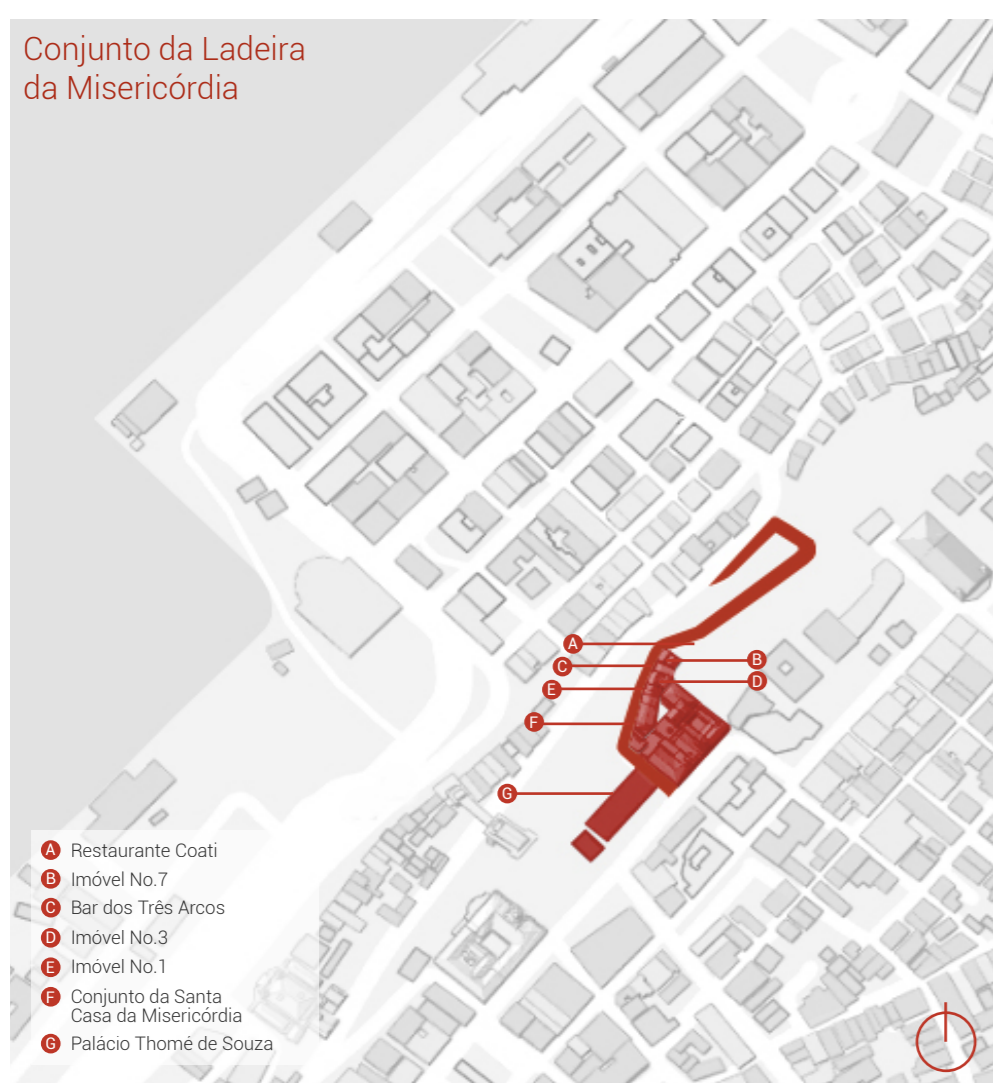 Conjunto da Ladeira
da Misericórdia
A
B
C
D
E
F
G
A Restaurante Coati
B Imóvel No.7
C Bar dos Três Arcos
D Imóvel No.3
E Imóvel No.1
F Conjunto da Santa
Casa da Misericórdia
G Palácio Thomé de Souza